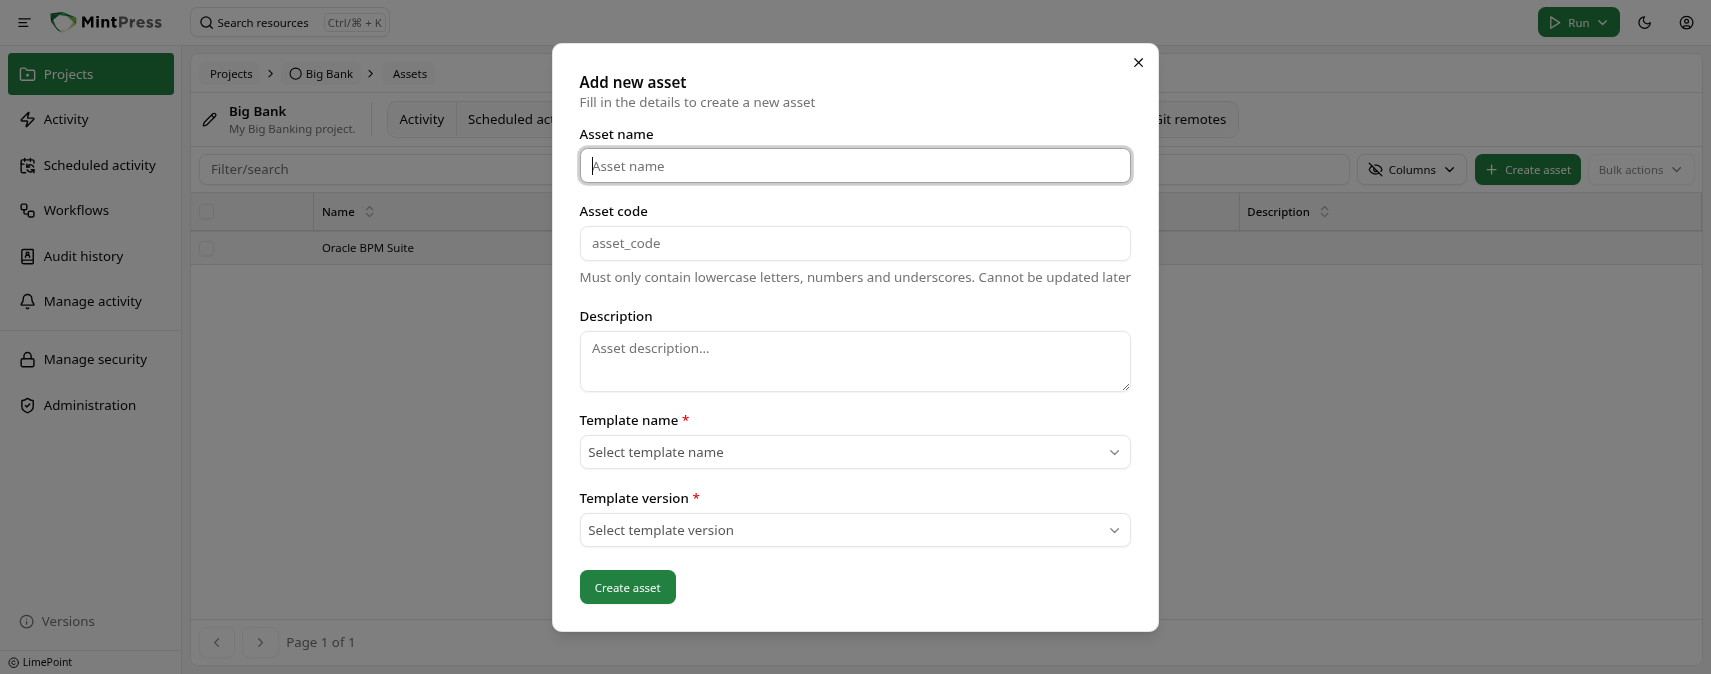 MintPress
Search resources
Ctrl/⌘ + K
Run
Projects
Activity
Scheduled activity
Workflows
Audit history
Manage activity
Manage security
Administration
Versions
LimePoint
Projects
Big Bank
Assets
Big Bank
My Big Banking project.
Activity
Scheduled act
Git remotes
Filter/search
Columns
Create asset
Bulk actions
Name
Description
Oracle BPM Suite
Page 1 of 1
Add new asset
Fill in the details to create a new asset
Asset name
Asset name
Asset code
asset_code
Must only contain lowercase letters, numbers and underscores. Cannot be updated later
Description
Asset description...
Template name *
Select template name
Template version *
Select template version
Create asset